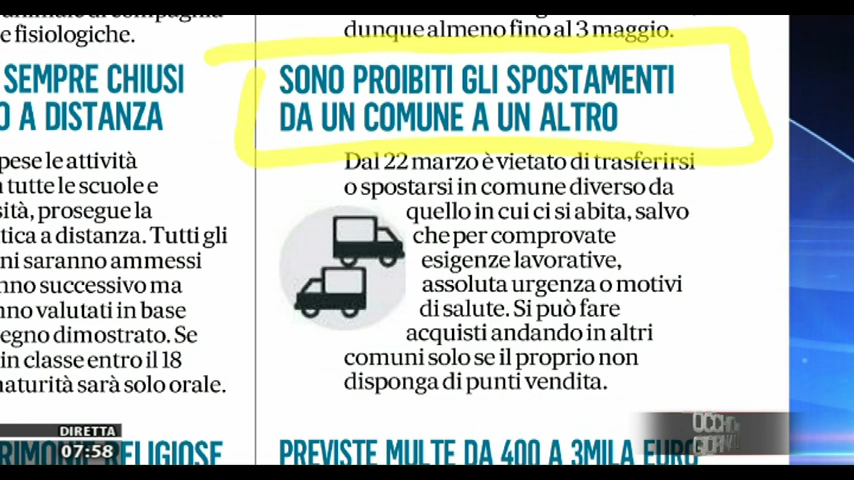 e fisiologiche.
SEMPRE CHIUSI
A DISTANZA
pese le attività
tutte le scuole e
sità, prosegue la
tica a distanza. Tutti gli
ni saranno ammessi
nno successivo ma
nno valutati in base
egno dimostrato. Se
in classe entro il 18
naturità sarà solo orale.
RIMONIE RELIGIOSE
dunque almeno fino al 3 maggio.
SONO PROIBITI GLI SPOSTAMENTI
DA UN COMUNE A UN ALTRO
Dal 22 marzo è vietato di trasferirsi
o spostarsi in comune diverso da
quello in cui ci si abita, salvo
che per comprovate
esigenze lavorative,
assoluta urgenza o motivi
di salute. Si può fare
acquisti andando in altri
comuni solo se il proprio non
disponga di punti vendita.
PREVISTE MULTE DA 400 A 3MILA EURO
DIRETTA
07:58